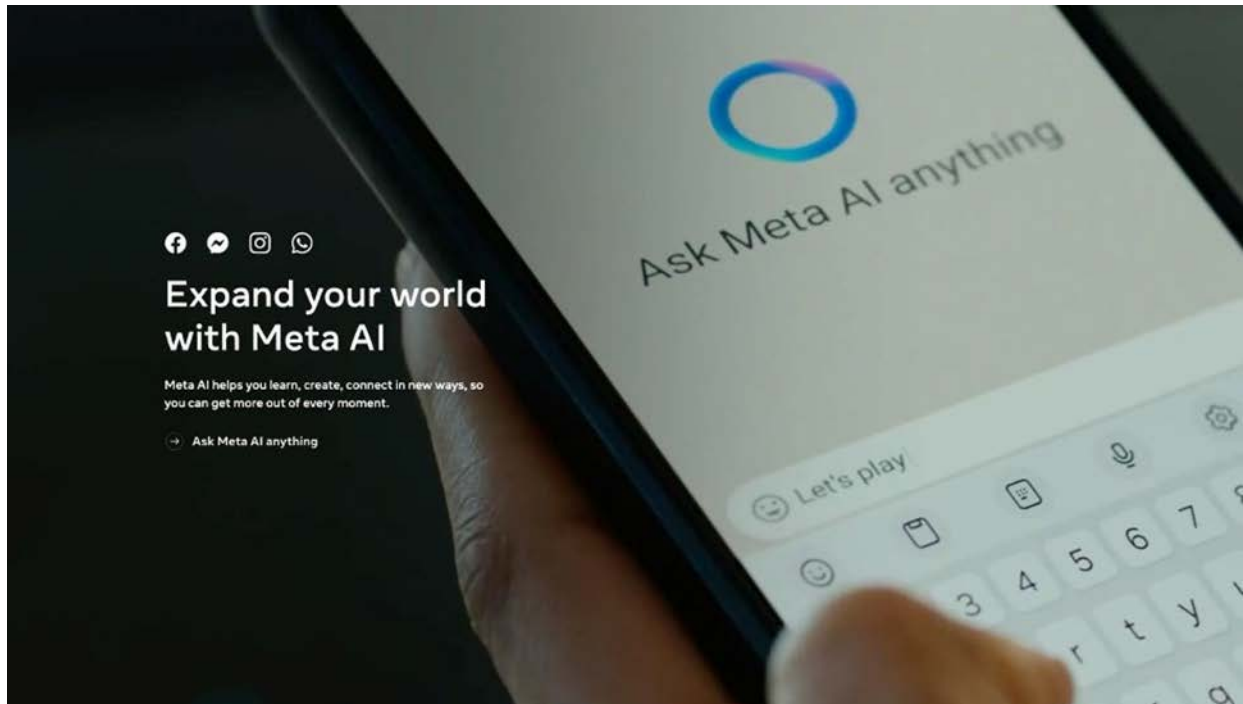 Expand your world
with Meta AI
Meta AI helps you learn, create, connect in new ways, so
you can get more out of every moment.
Ask Meta AI anything
Ask Meta AI anything
Let's play
3 4 5 6 7 8
r t y
g